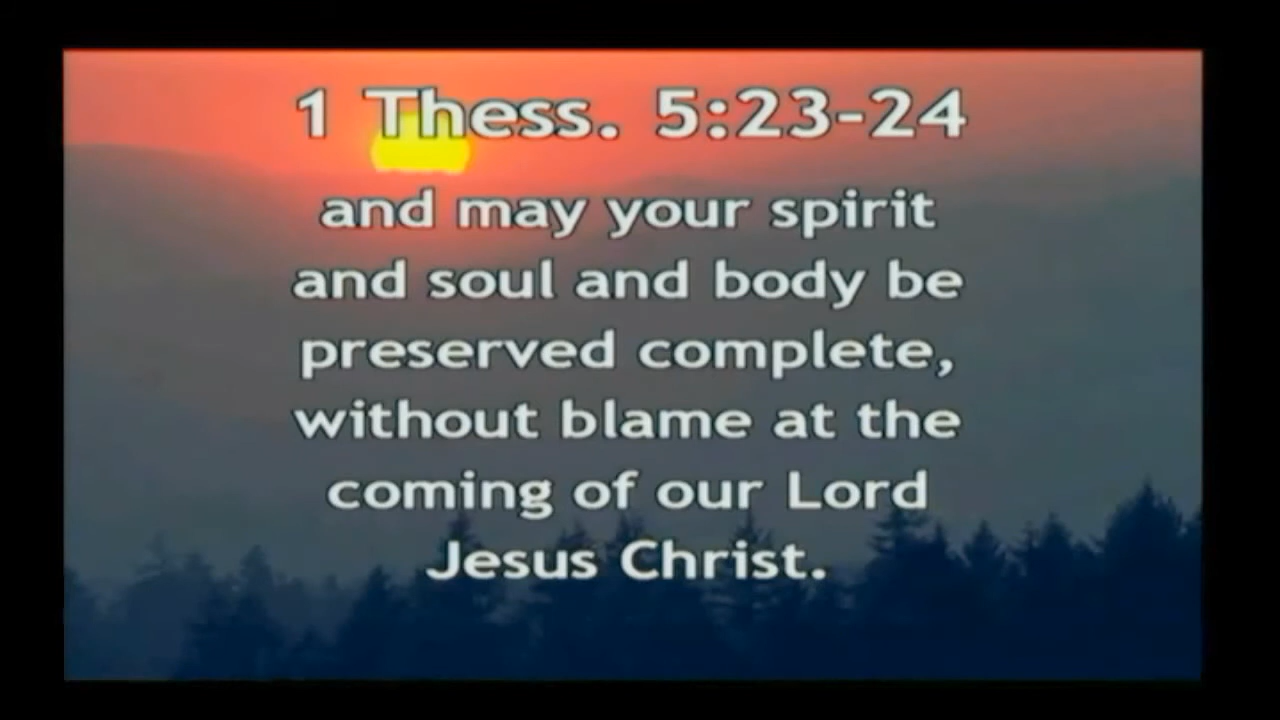 1 Thess. 5:23-24
and may your spirit
and soul and body be
preserved complete,
without blame at the
coming of our Lord
Jesus Christ.